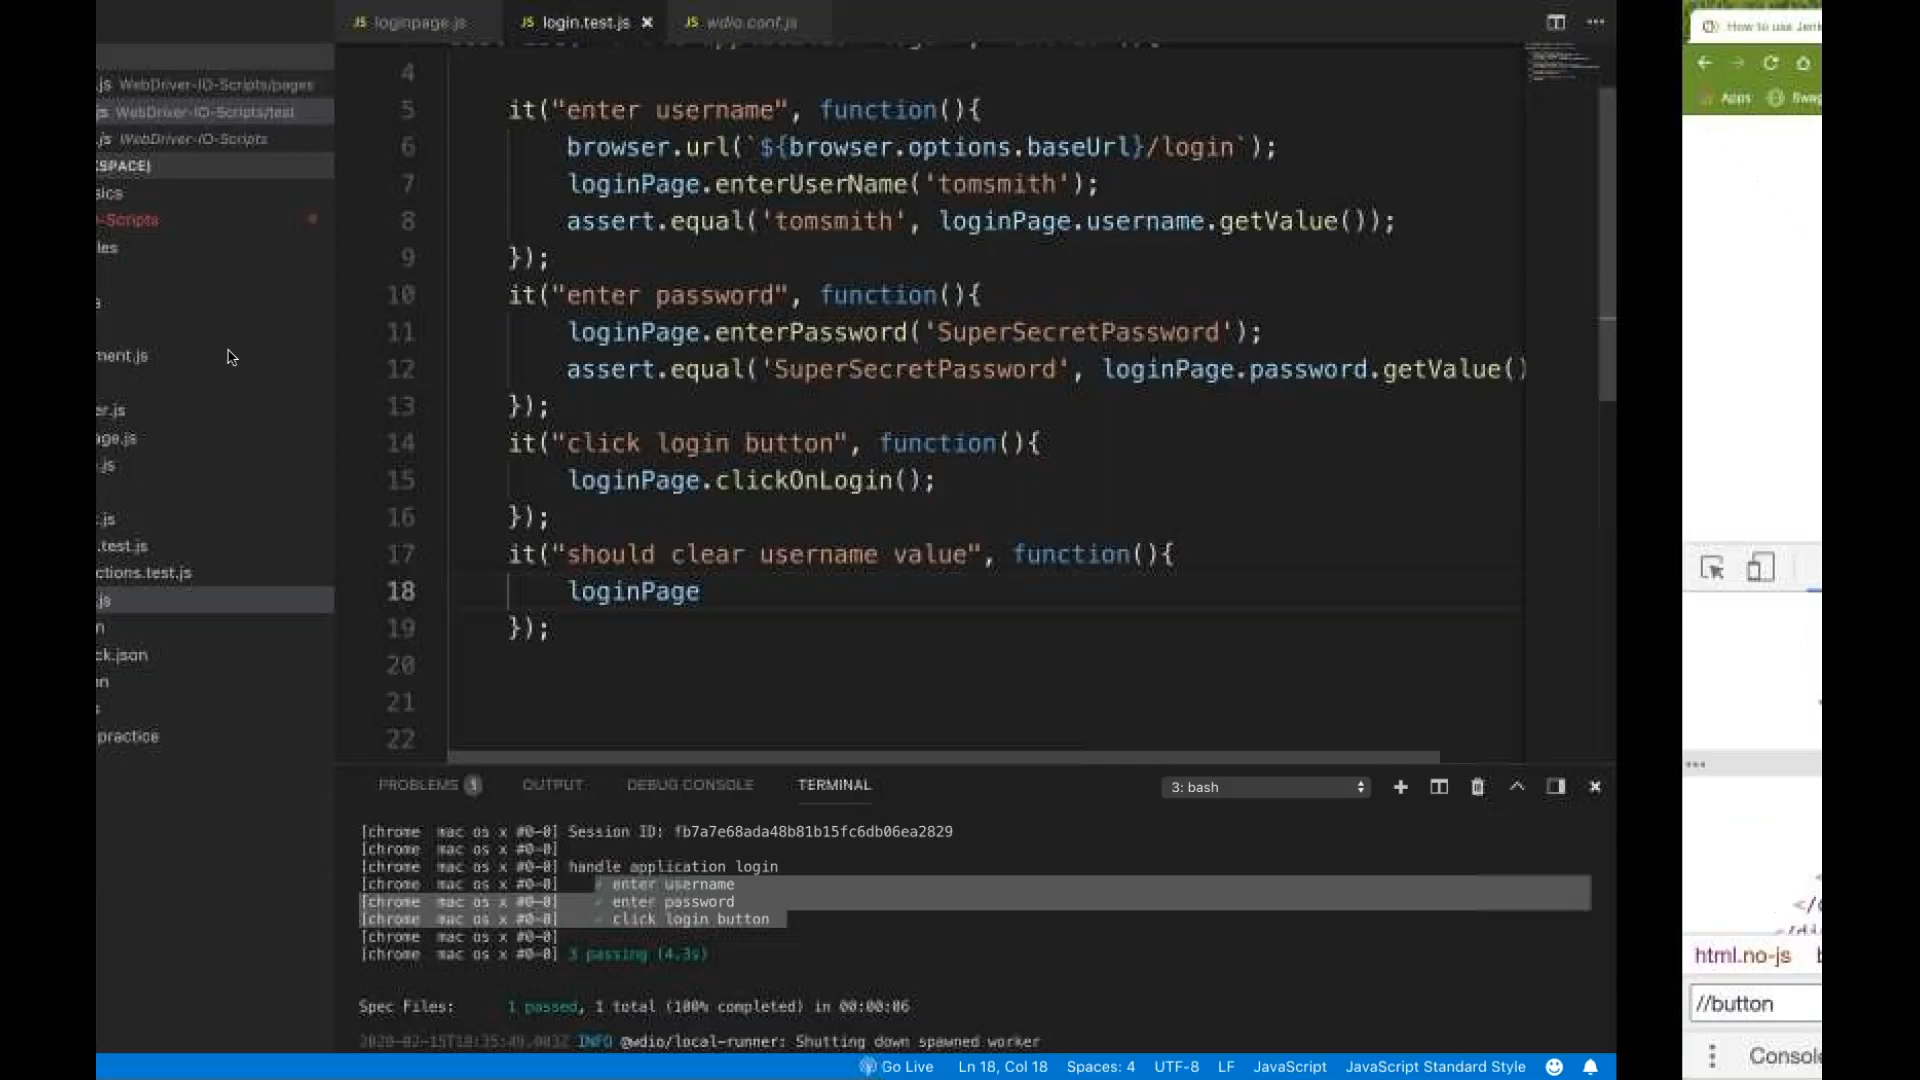 loginpage.js
login.test.js
wdio.conf.js
How to use Jenk
Apps
Swag
.js WebDriver-IO-Scripts/pages
js WebDriver-IO-Scripts/test
.js WebDriver-IO-Scripts
(SPACE)
sics
o-Scripts
les
s
ment.js
er.js
age.js
.js
t.js
.test.js
ctions.test.js
.js
n
ck.json
on
s
practice
4
5 it("enter username", function(){
6 browser.url(`${browser.options.baseUrl}/login`);
7 loginPage.enterUserName('tomsmith');
8 assert.equal('tomsmith', loginPage.username.getValue());
9 });
10 it("enter password", function(){
11 loginPage.enterPassword('SuperSecretPassword');
12 assert.equal('SuperSecretPassword', loginPage.password.getValue()
13 });
14 it("click login button", function(){
15 loginPage.clickOnLogin();
16 });
17 it("should clear username value", function(){
18 loginPage
19 });
20
21
22
PROBLEMS 1
OUTPUT
DEBUG CONSOLE
TERMINAL
3: bash
[chrome mac os x #0-0] Session ID: fb7a7e68ada48b81b15fc6db06ea2829
[chrome mac os x #0-0]
[chrome mac os x #0-0] handle application login
[chrome mac os x #0-0] ✓ enter username
[chrome mac os x #0-0] ✓ enter password
[chrome mac os x #0-0] ✓ click login button
[chrome mac os x #0-0]
[chrome mac os x #0-0] 3 passing (4.3s)
Spec Files: 1 passed, 1 total (100% completed) in 00:00:06
INFO @wdio/local-runner: Shutting down spawned worker
Go Live
Ln 18, Col 18
Spaces: 4
UTF-8
LF
JavaScript
JavaScript Standard Style
html.no-js
//button
Console